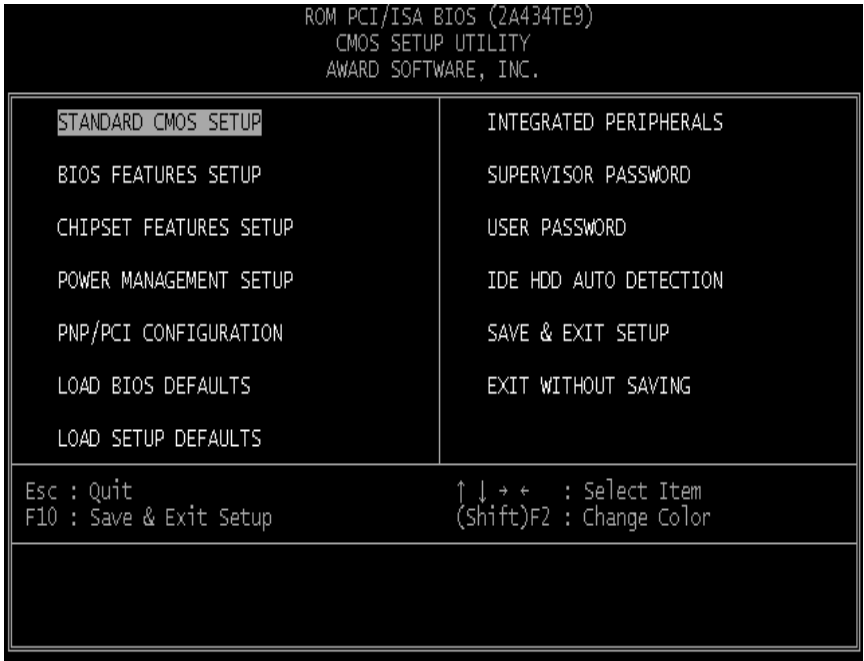 ROM PCI/ISA BIOS (2A434TE9)
CMOS SETUP UTILITY
AWARD SOFTWARE, INC.
STANDARD CMOS SETUP
BIOS FEATURES SETUP
CHIPSET FEATURES SETUP
POWER MANAGEMENT SETUP
PNP/PCI CONFIGURATION
LOAD BIOS DEFAULTS
LOAD SETUP DEFAULTS
INTEGRATED PERIPHERALS
SUPERVISOR PASSWORD
USER PASSWORD
IDE HDD AUTO DETECTION
SAVE & EXIT SETUP
EXIT WITHOUT SAVING
Esc : Quit
F10 : Save & Exit Setup
↑ ↓ → ← : Select Item
(Shift)F2 : Change Color